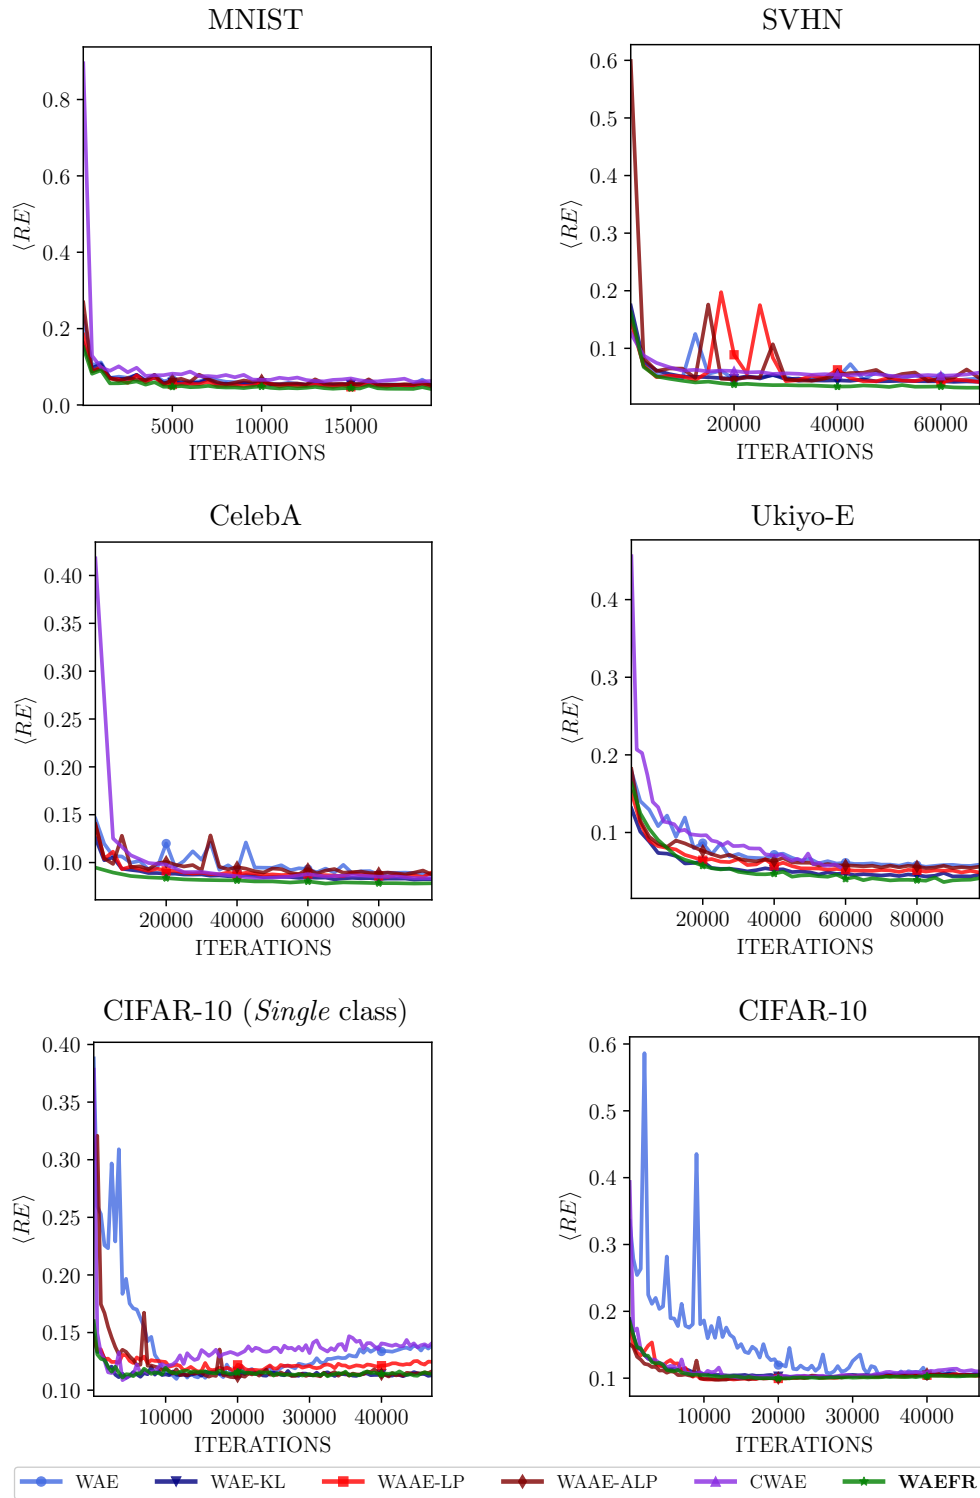 MNIST
SVHN
0.8
0.6
0.4
0.2
0.0
⟨RE⟩
5000 10000 15000
ITERATIONS
0.6
0.5
0.4
0.3
0.2
0.1
⟨RE⟩
20000 40000 60000
ITERATIONS
CelebA
Ukiyo-E
0.40
0.35
0.30
0.25
0.20
0.15
0.10
⟨RE⟩
20000 40000 60000 80000
ITERATIONS
0.4
0.3
0.2
0.1
⟨RE⟩
20000 40000 60000 80000
ITERATIONS
CIFAR-10 (Single class)
CIFAR-10
0.40
0.35
0.30
0.25
0.20
0.15
0.10
⟨RE⟩
10000 20000 30000 40000
ITERATIONS
0.6
0.5
0.4
0.3
0.2
0.1
⟨RE⟩
10000 20000 30000 40000
ITERATIONS
WAE WAE-KL WAAE-LP WAAE-ALP CWAE WAEFR